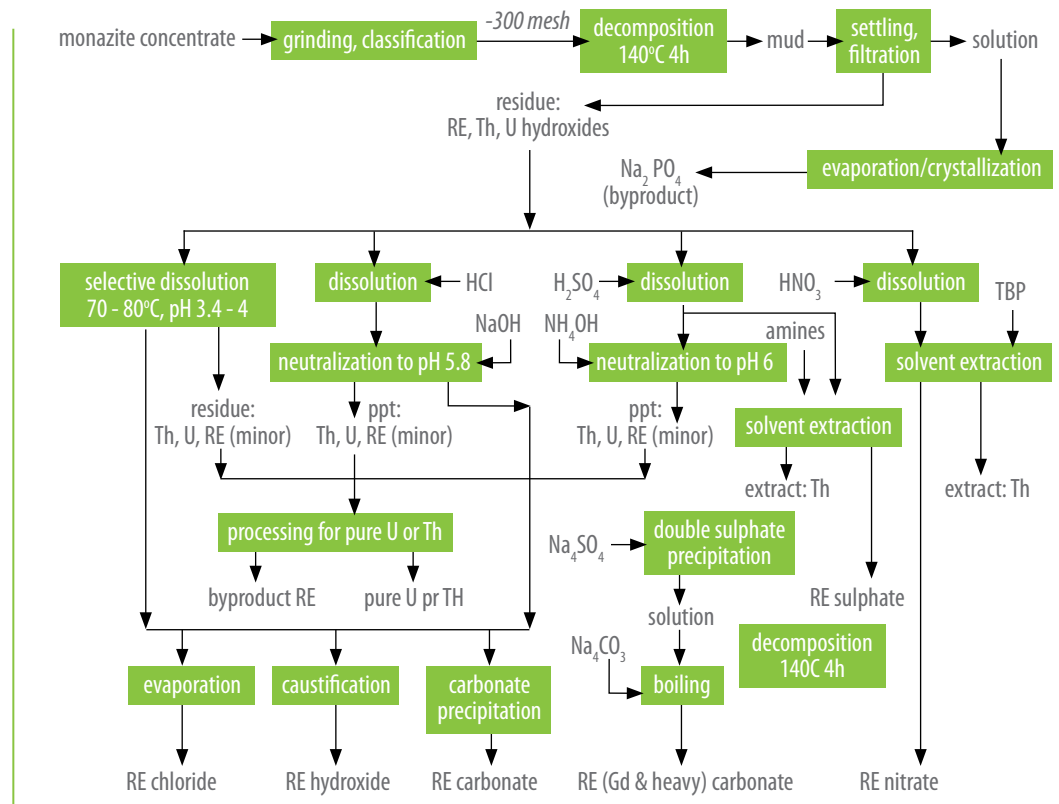 monazite concentrate
grinding, classification
-300 mesh
decomposition
140⁰C 4h
mud
settling,
filtration
solution
residue:
RE, Th, U hydroxides
Na₂ PO₄
(byproduct)
evaporation/crystallization
selective dissolution
70 - 80⁰C, pH 3.4 - 4
dissolution
HCl
H₂SO₄
dissolution
HNO₃
dissolution
TBP
NaOH
NH₄OH
amines
neutralization to pH 5.8
neutralization to pH 6
solvent extraction
residue:
Th, U, RE (minor)
ppt:
Th, U, RE (minor)
ppt:
Th, U, RE (minor)
solvent extraction
extract: Th
extract: Th
processing for pure U or Th
Na₄SO₄
double sulphate
precipitation
byproduct RE
pure U pr TH
RE sulphate
solution
Na₄CO₃
decomposition
140C 4h
evaporation
caustification
carbonate
precipitation
boiling
RE chloride
RE hydroxide
RE carbonate
RE (Gd & heavy) carbonate
RE nitrate